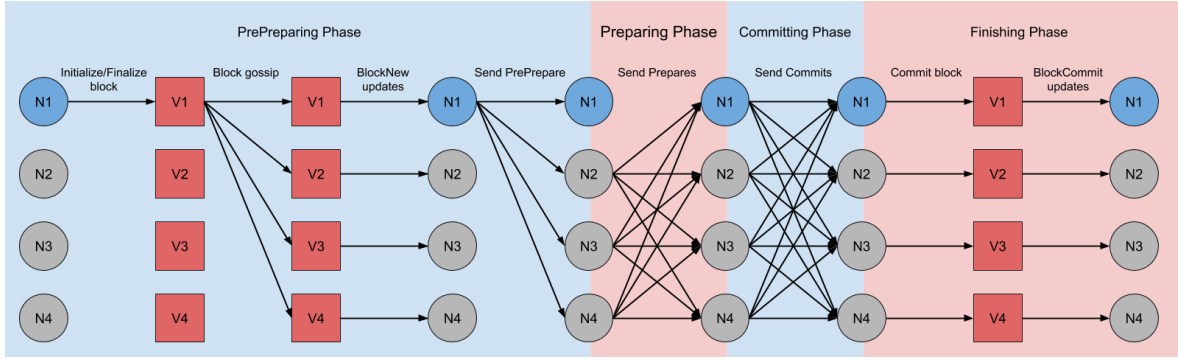 PrePreparing Phase
Preparing Phase
Committing Phase
Finishing Phase
Initialize/Finalize
block
Block gossip
BlockNew
updates
Send PrePrepare
Send Prepares
Send Commits
Commit block
BlockCommit
updates
N1 V1 V1 N1 N1 N1 N1 V1 N1
N2 V2 V2 N2 N2 N2 N2 V2 N2
N3 V3 V3 N3 N3 N3 N3 V3 N3
N4 V4 V4 N4 N4 N4 N4 V4 N4